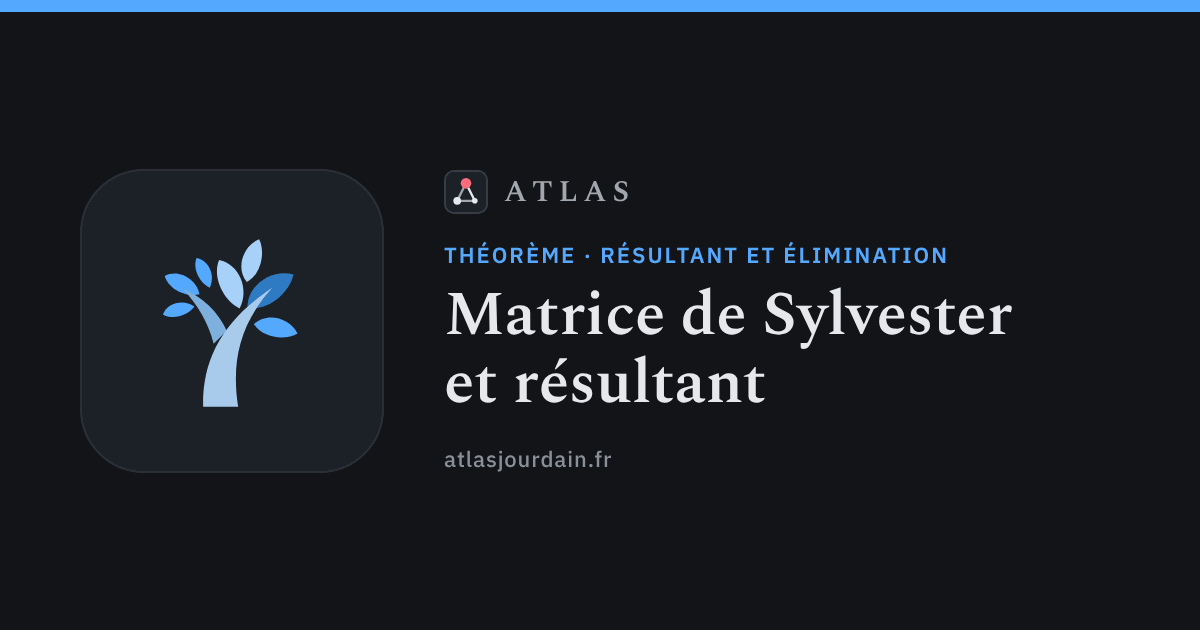 ATLAS
THÉORÈME · RÉSULTANT ET ÉLIMINATION
Matrice de Sylvester
et résultant
atlasjourdain.fr